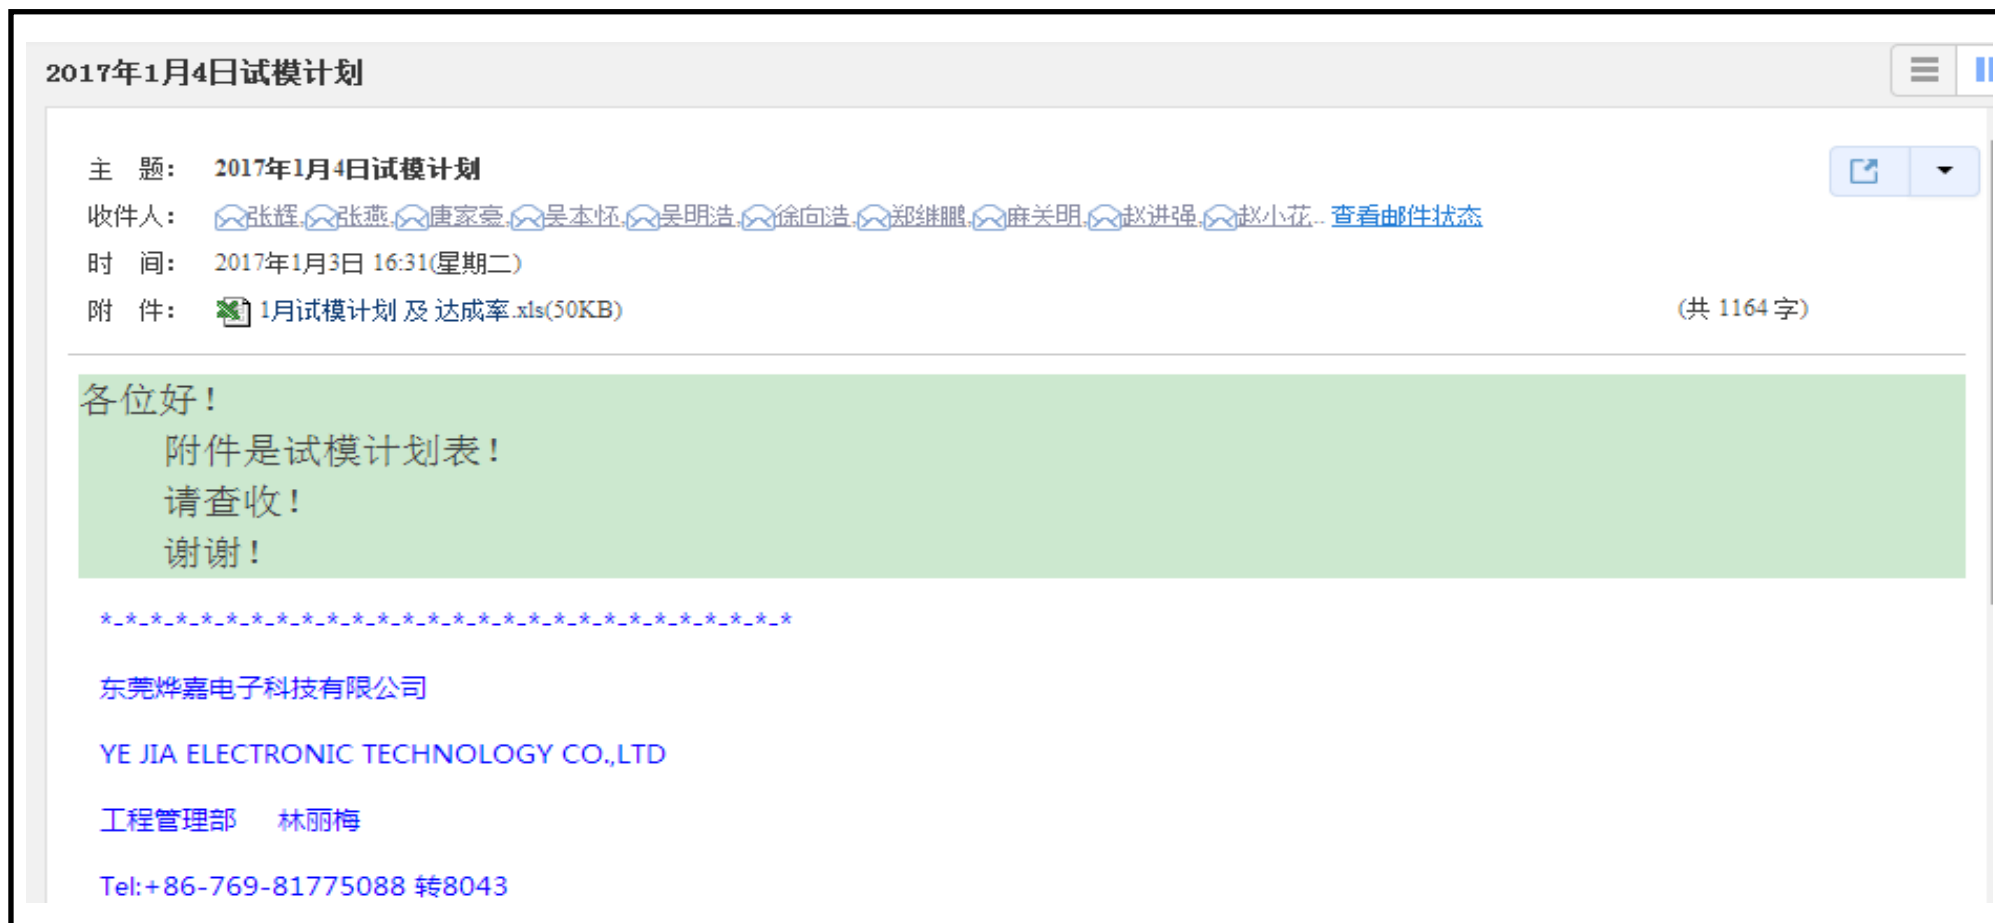 2017年1月4日试模计划
主 题： 2017年1月4日试模计划
收件人： 张辉,张燕,唐家豪,吴本怀,吴明浩,徐向浩,郑继鹏,麻关明,赵进强,赵小花... 查看邮件状态
时 间： 2017年1月3日 16:31(星期二)
附 件： 1月试模计划 及 达成率.xls(50KB) (共 1164 字)
各位好！
附件是试模计划表！
请查收！
谢谢！
*-*-*-*-*-*-*-*-*-*-*-*-*-*-*-*-*-*-*-*-*-*-*-*-*-*-*-*
东莞烨嘉电子科技有限公司
YE JIA ELECTRONIC TECHNOLOGY CO.,LTD
工程管理部 林丽梅
Tel:+86-769-81775088 转8043